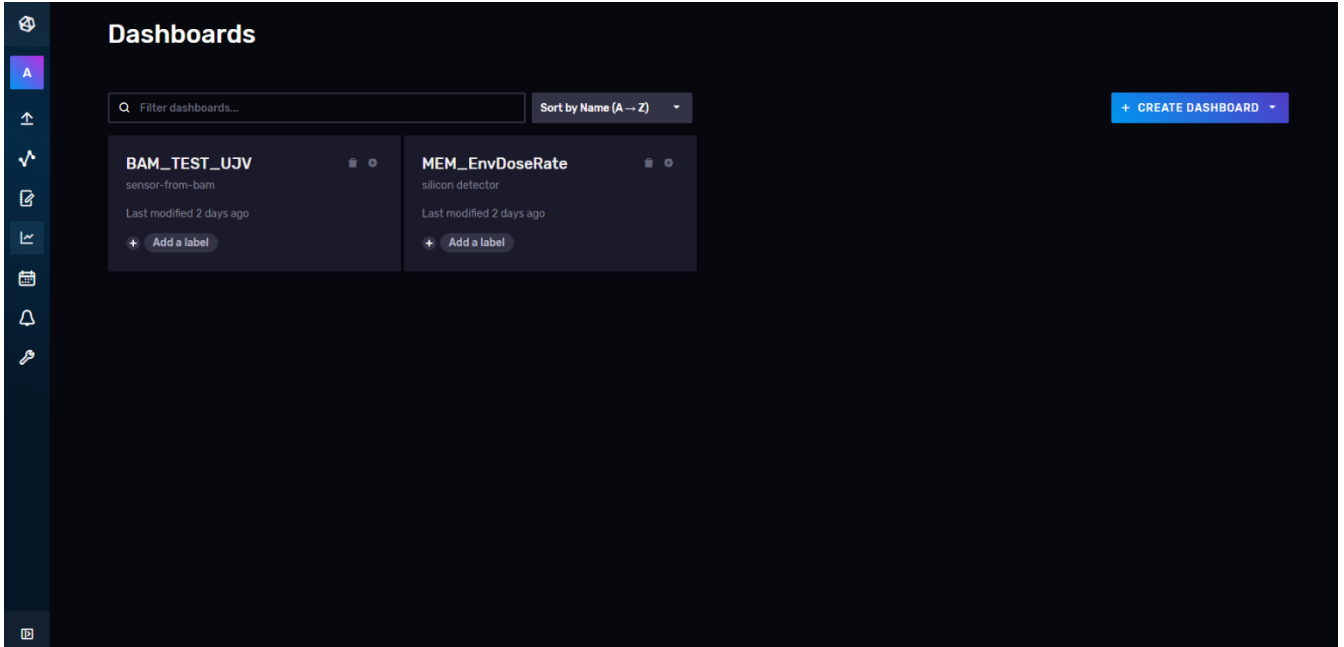 Dashboards
A
Filter dashboards...
Sort by Name (A → Z)
+ CREATE DASHBOARD
BAM_TEST_UJV
sensor-from-bam
Last modified 2 days ago
+ Add a label
MEM_EnvDoseRate
silicon detector
Last modified 2 days ago
+ Add a label